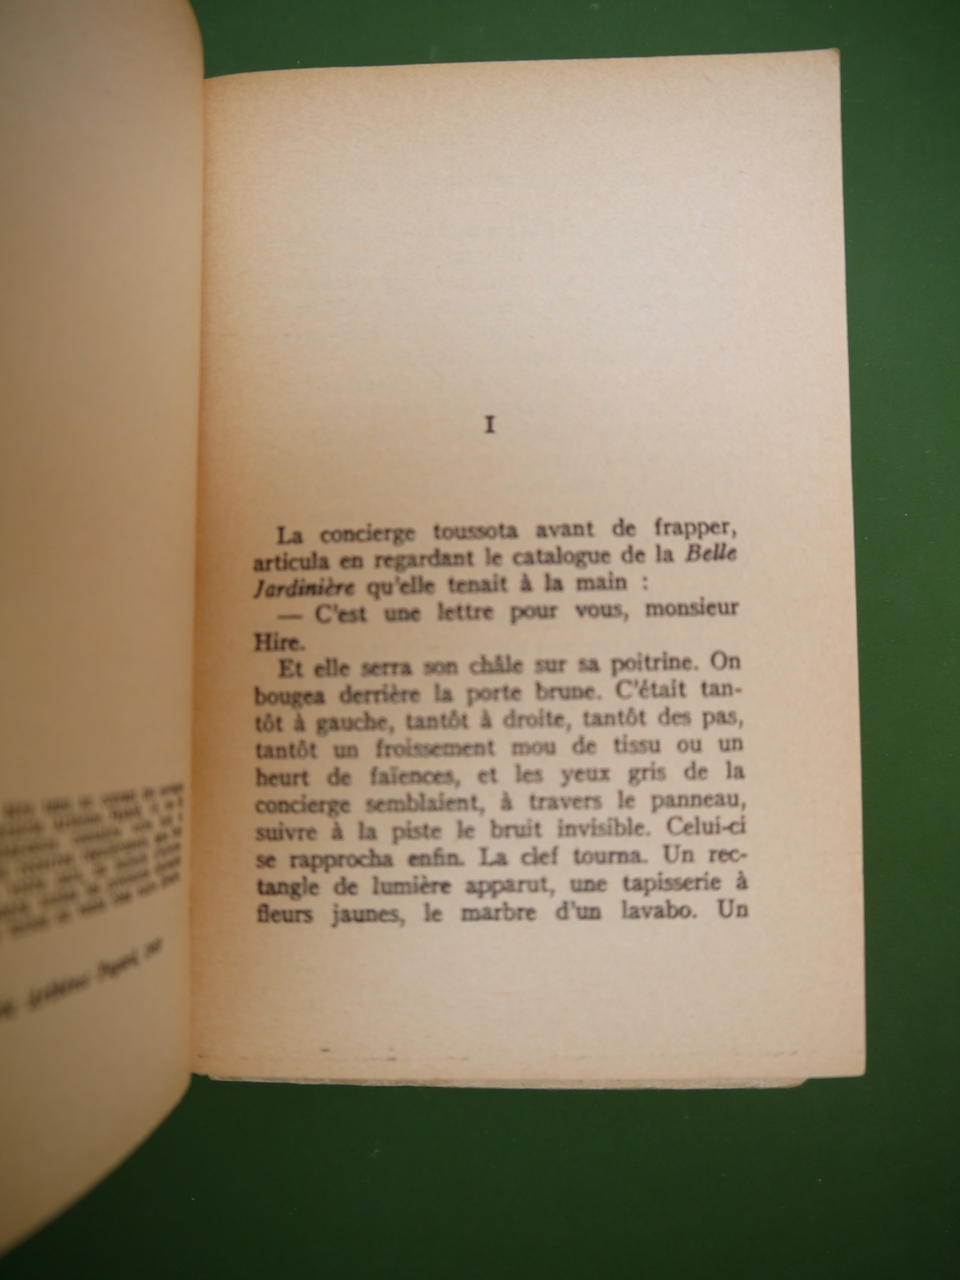 I
La concierge toussota avant de frapper,
articula en regardant le catalogue de la Belle
Jardinière qu'elle tenait à la main :
— C'est une lettre pour vous, monsieur
Hire.
Et elle serra son châle sur sa poitrine. On
bougea derrière la porte brune. C'était tan-
tôt à gauche, tantôt à droite, tantôt des pas,
tantôt un froissement mou de tissu ou un
heurt de faïences, et les yeux gris de la
concierge semblaient, à travers le panneau,
suivre à la piste le bruit invisible. Celui-ci
se rapprocha enfin. La clef tourna. Un rec-
tangle de lumière apparut, une tapisserie à
fleurs jaunes, le marbre d'un lavabo. Un